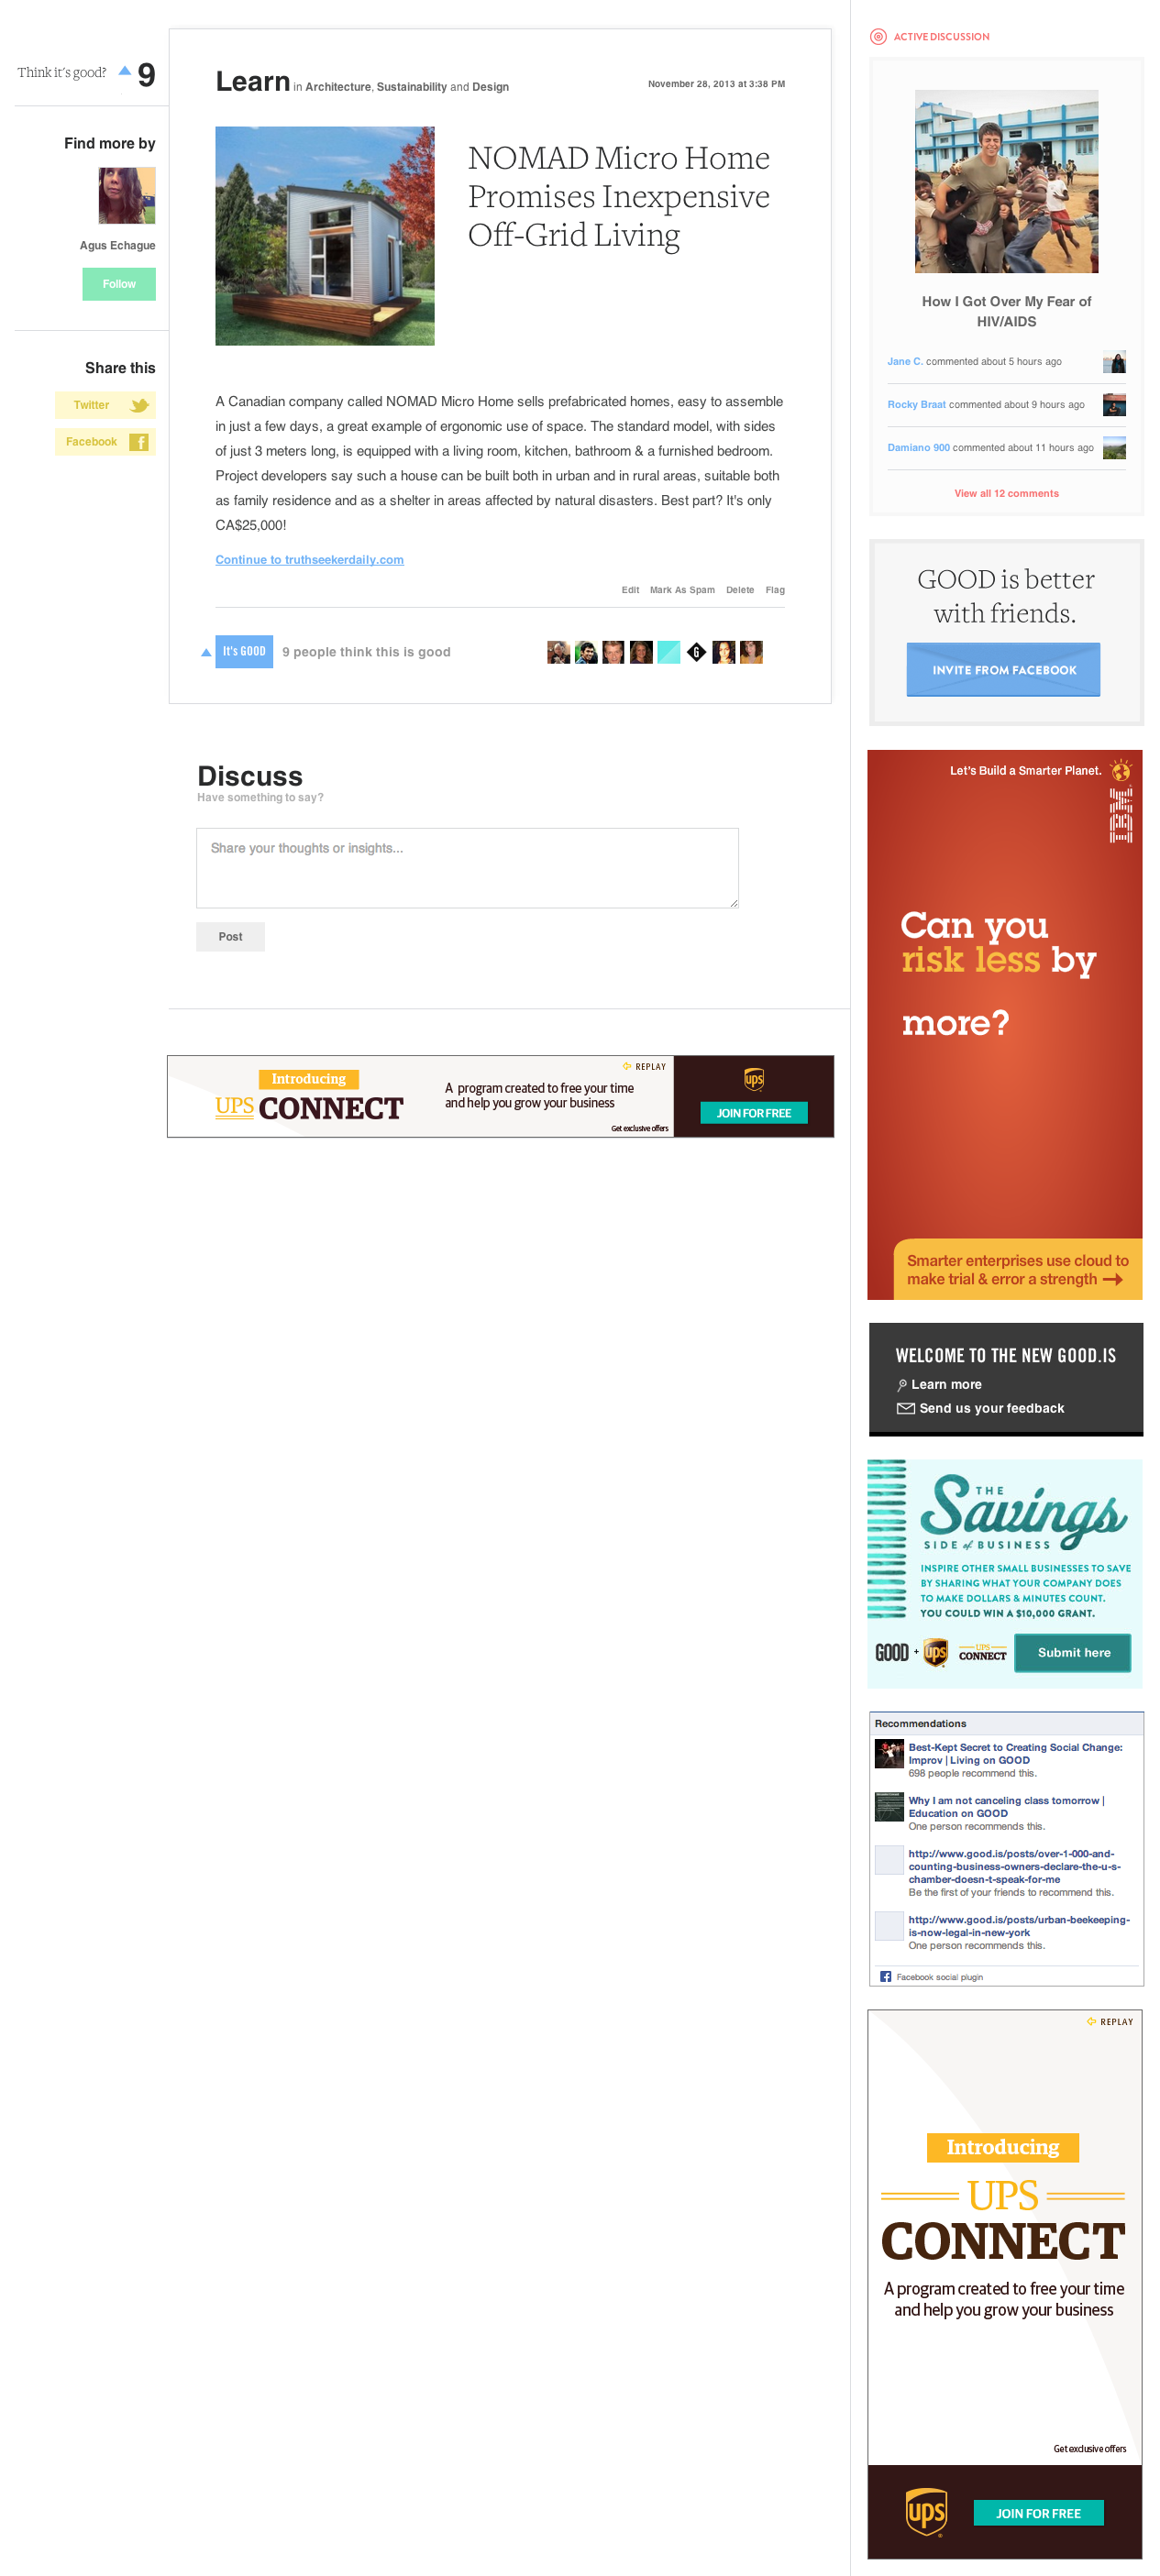 Think it's good? 9
Find more by
Agus Echague
Follow
Share this
Twitter
Facebook
Learn in Architecture, Sustainability and Design
November 28, 2013 at 3:38 PM
NOMAD Micro Home
Promises Inexpensive
Off-Grid Living
A Canadian company called NOMAD Micro Home sells prefabricated homes, easy to assemble
in just a few days, a great example of ergonomic use of space. The standard model, with sides
of just 3 meters long, is equipped with a living room, kitchen, bathroom & a furnished bedroom.
Project developers say such a house can be built both in urban and in rural areas, suitable both
as family residence and as a shelter in areas affected by natural disasters. Best part? It's only
CA$25,000!
Continue to truthseekerdaily.com
Edit Mark As Spam Delete Flag
It's GOOD 9 people think this is good
G
Discuss
Have something to say?
Share your thoughts or insights...
Post
Introducing
UPS CONNECT
A program created to free your time
and help you grow your business
REPLAY
Get exclusive offers
ups
JOIN FOR FREE
ACTIVE DISCUSSION
How I Got Over My Fear of
HIV/AIDS
Jane C. commented about 5 hours ago
Rocky Braat commented about 9 hours ago
Damiano 900 commented about 11 hours ago
View all 12 comments
GOOD is better
with friends.
INVITE FROM FACEBOOK
Let's Build a Smarter Planet.
IBM
Can you
risk less by
more?
Smarter enterprises use cloud to
make trial & error a strength
WELCOME TO THE NEW GOOD.IS
Learn more
Send us your feedback
THE
Savings
SIDE of BUSINESS
INSPIRE OTHER SMALL BUSINESSES TO SAVE
BY SHARING WHAT YOUR COMPANY DOES
TO MAKE DOLLARS & MINUTES COUNT.
YOU COULD WIN A $10,000 GRANT.
GOOD + ups UPS CONNECT Submit here
Recommendations
Best-Kept Secret to Creating Social Change:
Improv | Living on GOOD
698 people recommend this.
Why I am not canceling class tomorrow |
Education on GOOD
One person recommends this.
http://www.good.is/posts/over-1-000-and-
counting-business-owners-declare-the-u-s-
chamber-doesn-t-speak-for-me
Be the first of your friends to recommend this.
http://www.good.is/posts/urban-beekeeping-
is-now-legal-in-new-york
One person recommends this.
Facebook social plugin
REPLAY
Introducing
UPS
CONNECT
A program created to free your time
and help you grow your business
Get exclusive offers
ups
JOIN FOR FREE